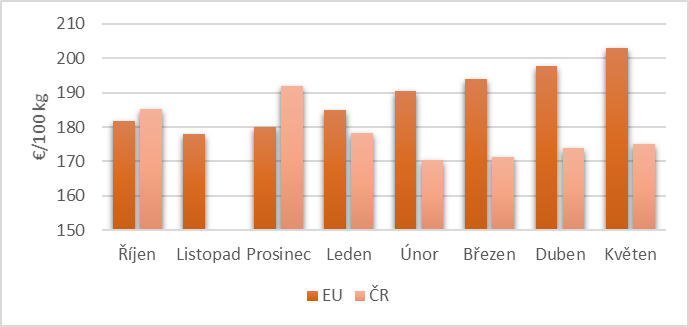 210
200
190
180
170
160
150
€/100 kg
Říjen Listopad Prosinec Leden Únor Březen Duben Květen
EU ČR